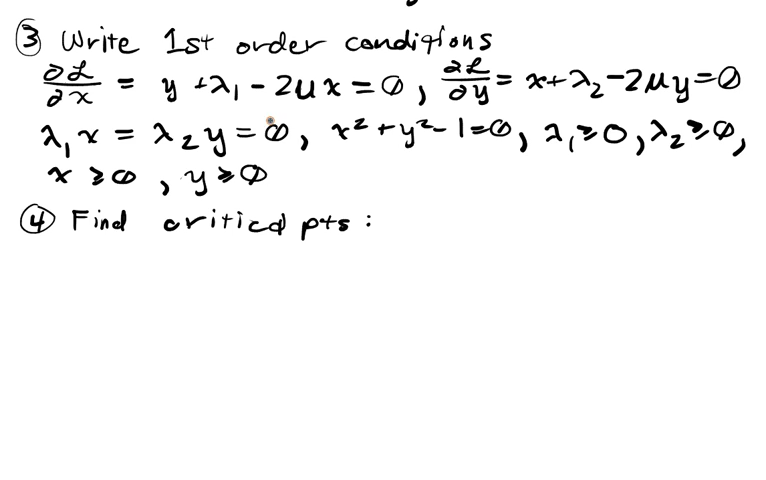 ③ Write 1st order conditions
∂ℒ/∂x = y + λ₁ - 2μx = 0, ∂ℒ/∂y = x + λ₂ - 2μy = 0
λ₁x = λ₂y = 0, x² + y² - 1 = 0, λ₁ ≥ 0, λ₂ ≥ 0,
x ≥ 0, y ≥ 0
④ Find critical pts: